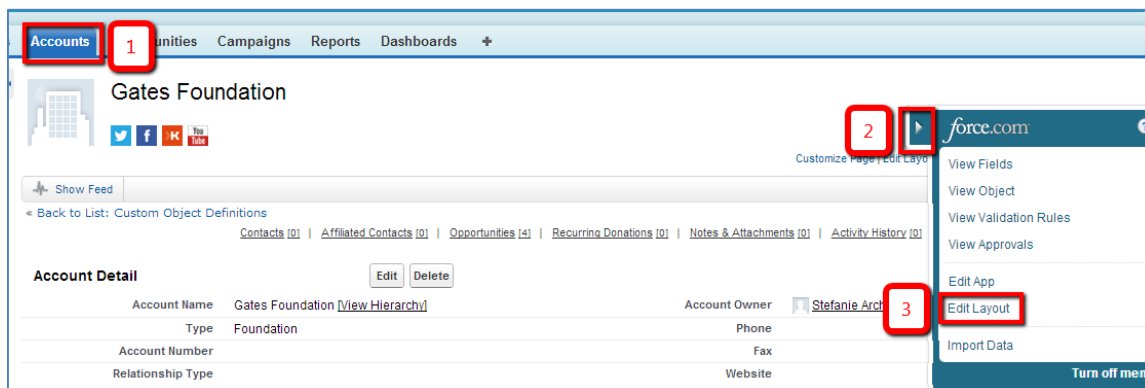 Accounts 1 unities Campaigns Reports Dashboards +
Gates Foundation
You
Tube
2
force.com
Customize Page | Edit Layo
View Fields
Show Feed
View Object
« Back to List: Custom Object Definitions
View Validation Rules
Contacts [0] | Affiliated Contacts [0] | Opportunities [4] | Recurring Donations [0] | Notes & Attachments [0] | Activity History [0]
View Approvals
Account Detail Edit Delete
Edit App
Account Name Gates Foundation [View Hierarchy] Account Owner Stefanie Arch 3 Edit Layout
Type Foundation Phone
Account Number Fax
Import Data
Relationship Type Website
Turn off men